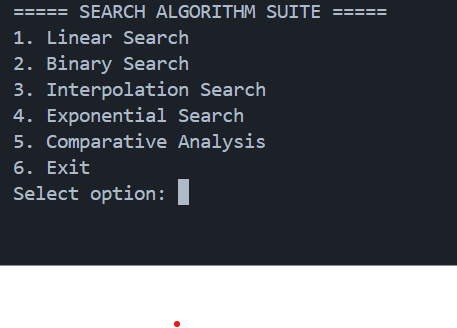 ===== SEARCH ALGORITHM SUITE =====
1. Linear Search
2. Binary Search
3. Interpolation Search
4. Exponential Search
5. Comparative Analysis
6. Exit
Select option: